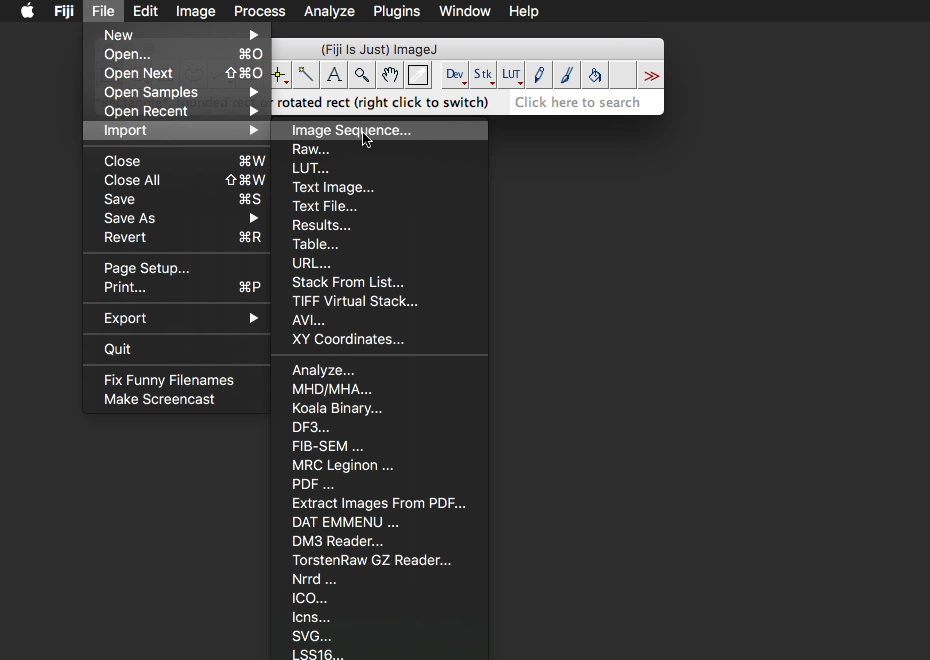 Fiji File Edit Image Process Analyze Plugins Window Help
(Fiji Is Just) ImageJ
Dev Stk LUT
or rotated rect (right click to switch)
Click here to search
New
Open... ⌘O
Open Next ⇧⌘O
Open Samples
Open Recent
Import
Close ⌘W
Close All ⇧⌘W
Save ⌘S
Save As
Revert ⌘R
Page Setup...
Print... ⌘P
Export
Quit
Fix Funny Filenames
Make Screencast
Image Sequence...
Raw...
LUT...
Text Image...
Text File...
Results...
Table...
URL...
Stack From List...
TIFF Virtual Stack...
AVI...
XY Coordinates...
Analyze...
MHD/MHA...
Koala Binary...
DF3...
FIB-SEM ...
MRC Leginon ...
PDF ...
Extract Images From PDF...
DAT EMMENU ...
DM3 Reader...
TorstenRaw GZ Reader...
Nrrd ...
ICO...
Icns...
SVG...
LSS16...